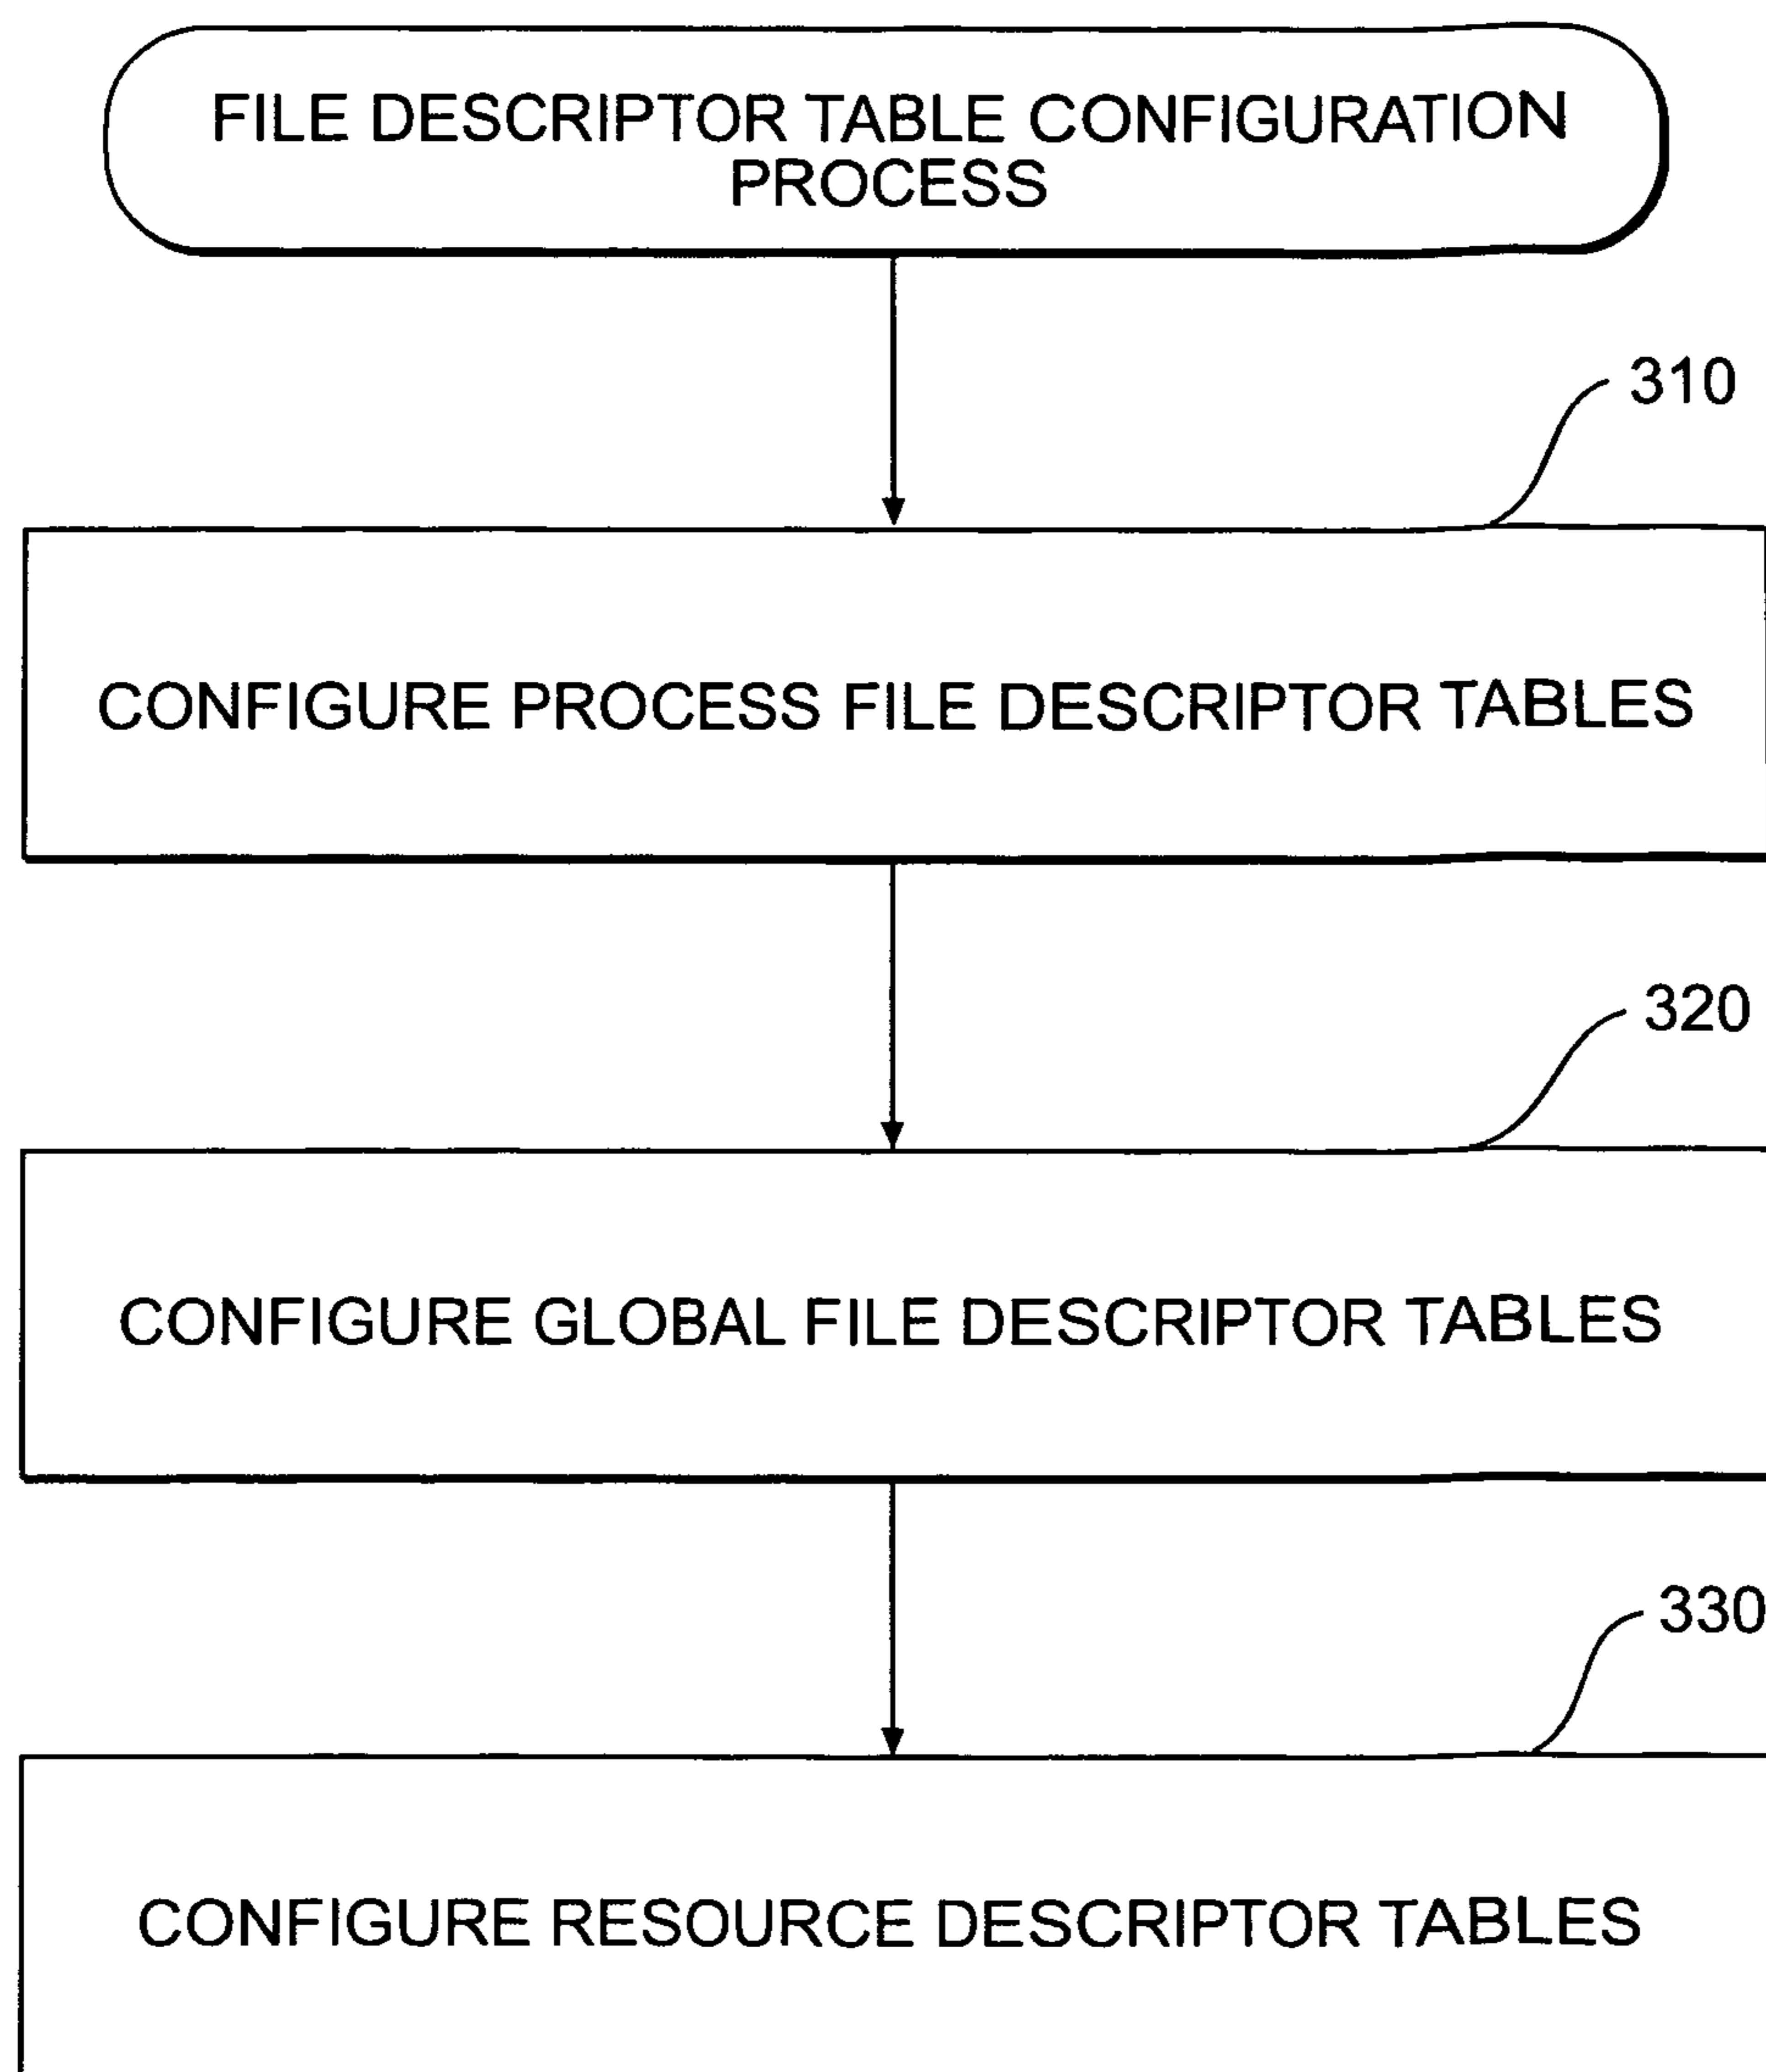 FILE DESCRIPTOR TABLE CONFIGURATION
PROCESS
310
CONFIGURE PROCESS FILE DESCRIPTOR TABLES
320
CONFIGURE GLOBAL FILE DESCRIPTOR TABLES
330
CONFIGURE RESOURCE DESCRIPTOR TABLES